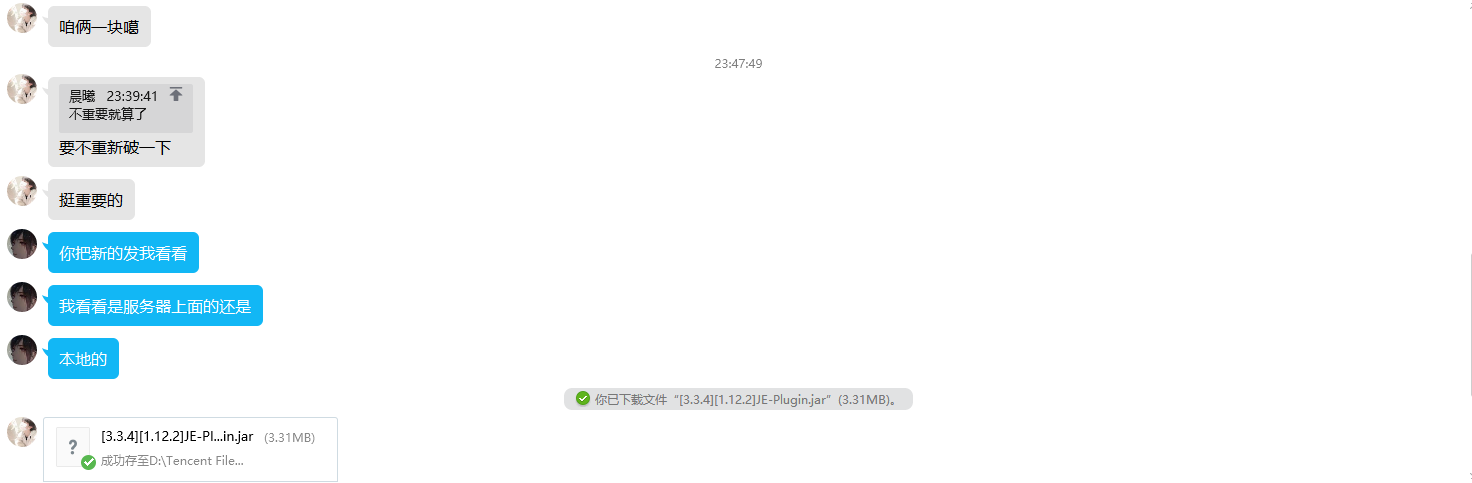 咱俩一块噶
23:47:49
晨曦 23:39:41
不重要就算了
要不重新破一下
挺重要的
你把新的发我看看
我看看是服务器上面的还是
本地的
你已下载文件“[3.3.4][1.12.2]JE-Plugin.jar”(3.31MB)。
[3.3.4][1.12.2]JE-Pl...in.jar (3.31MB)
成功存至D:\Tencent File...